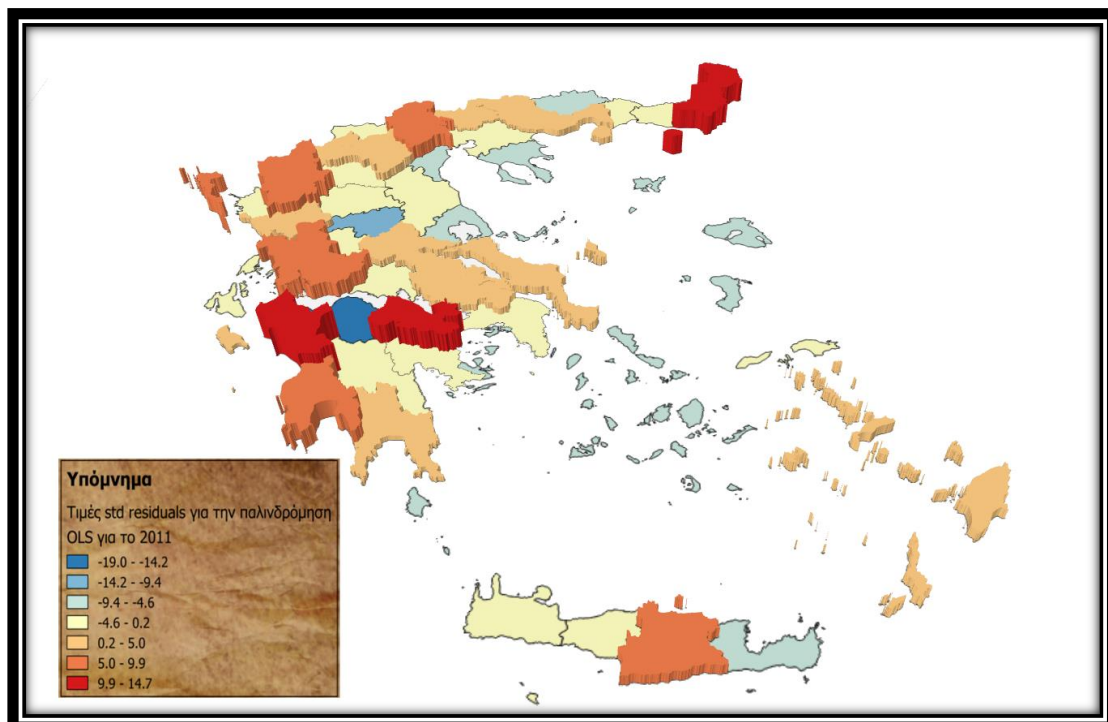 Υπόμνημα
Τιμές std residuals για την παλινδρόμηση
OLS για το 2011
-19.0 - -14.2
-14.2 - -9.4
-9.4 - -4.6
-4.6 - 0.2
0.2 - 5.0
5.0 - 9.9
9.9 - 14.7